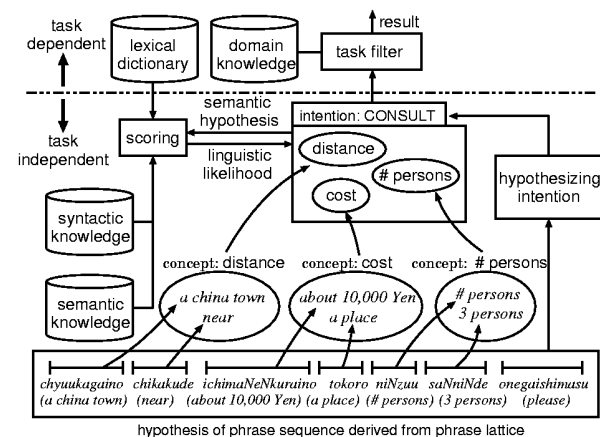 result
task
dependent
lexical
dictionary
domain
knowledge
task filter
semantic
hypothesis
intention: CONSULT
task
independent
scoring
linguistic
likelihood
distance
# persons
cost
hypothesizing
intention
syntactic
knowledge
semantic
knowledge
concept: distance
concept: cost
concept: # persons
a china town
near
about 10,000 Yen
a place
# persons
3 persons
chyuukagaino chikakude ichimaNeNkuraino tokoro niNzuu saNniNde onegaishimasu
(a china town) (near) (about 10,000 Yen) (a place) (# persons) (3 persons) (please)
hypothesis of phrase sequence derived from phrase lattice